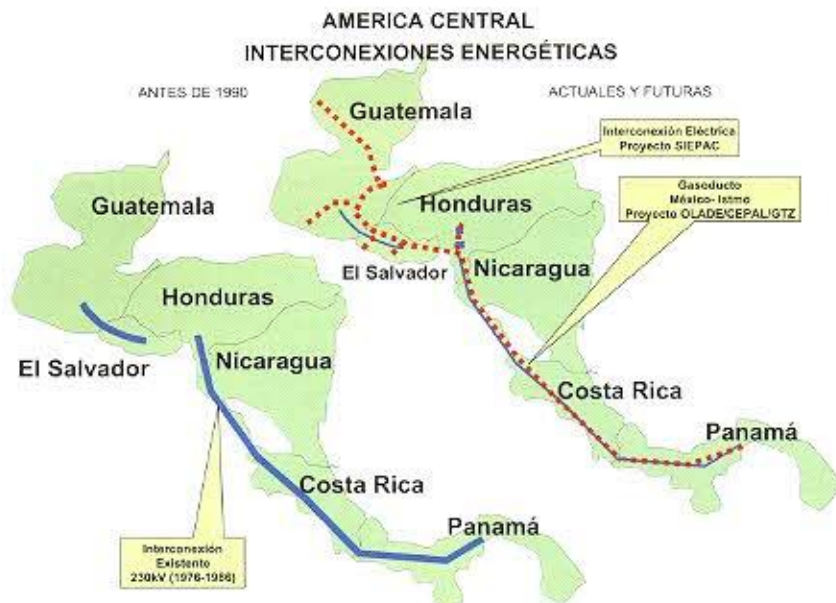 AMERICA CENTRAL
INTERCONEXIONES ENERGÉTICAS
ANTES DE 1990
ACTUALES Y FUTURAS
Guatemala
Interconexión Eléctrica
Proyecto SIEPAC
Gasoducto
México- Istmo
Proyecto OLADE/CEPAL/GTZ
Honduras
El Salvador
Nicaragua
Costa Rica
Panamá
Guatemala
Honduras
El Salvador
Nicaragua
Costa Rica
Panamá
Interconexión
Existente
230kV (1976-1986)